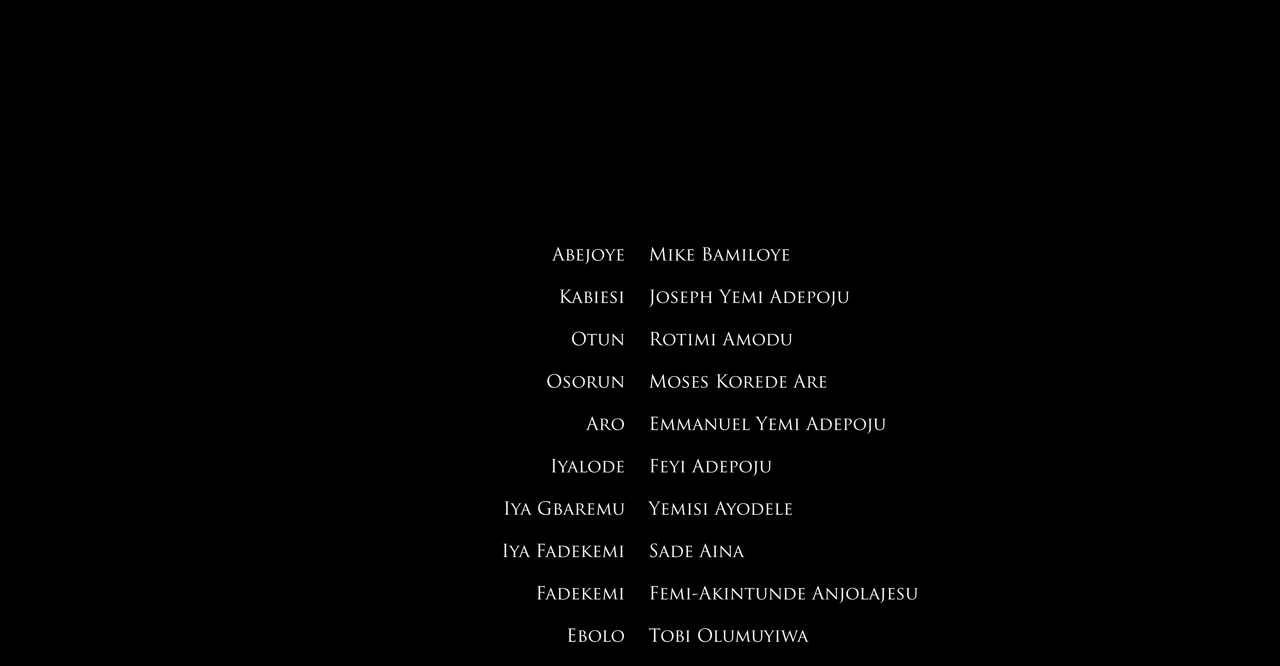 Abejoye Mike Bamiloye
Kabiesi Joseph Yemi Adepoju
Otun Rotimi Amodu
Osorun Moses Korede Are
Aro Emmanuel Yemi Adepoju
Iyalode Feyi Adepoju
Iya Gbaremu Yemisi Ayodele
Iya Fadekemi Sade Aina
Fadekemi Femi-Akintunde Anjolajesu
Ebolo Tobi Olumuyiwa